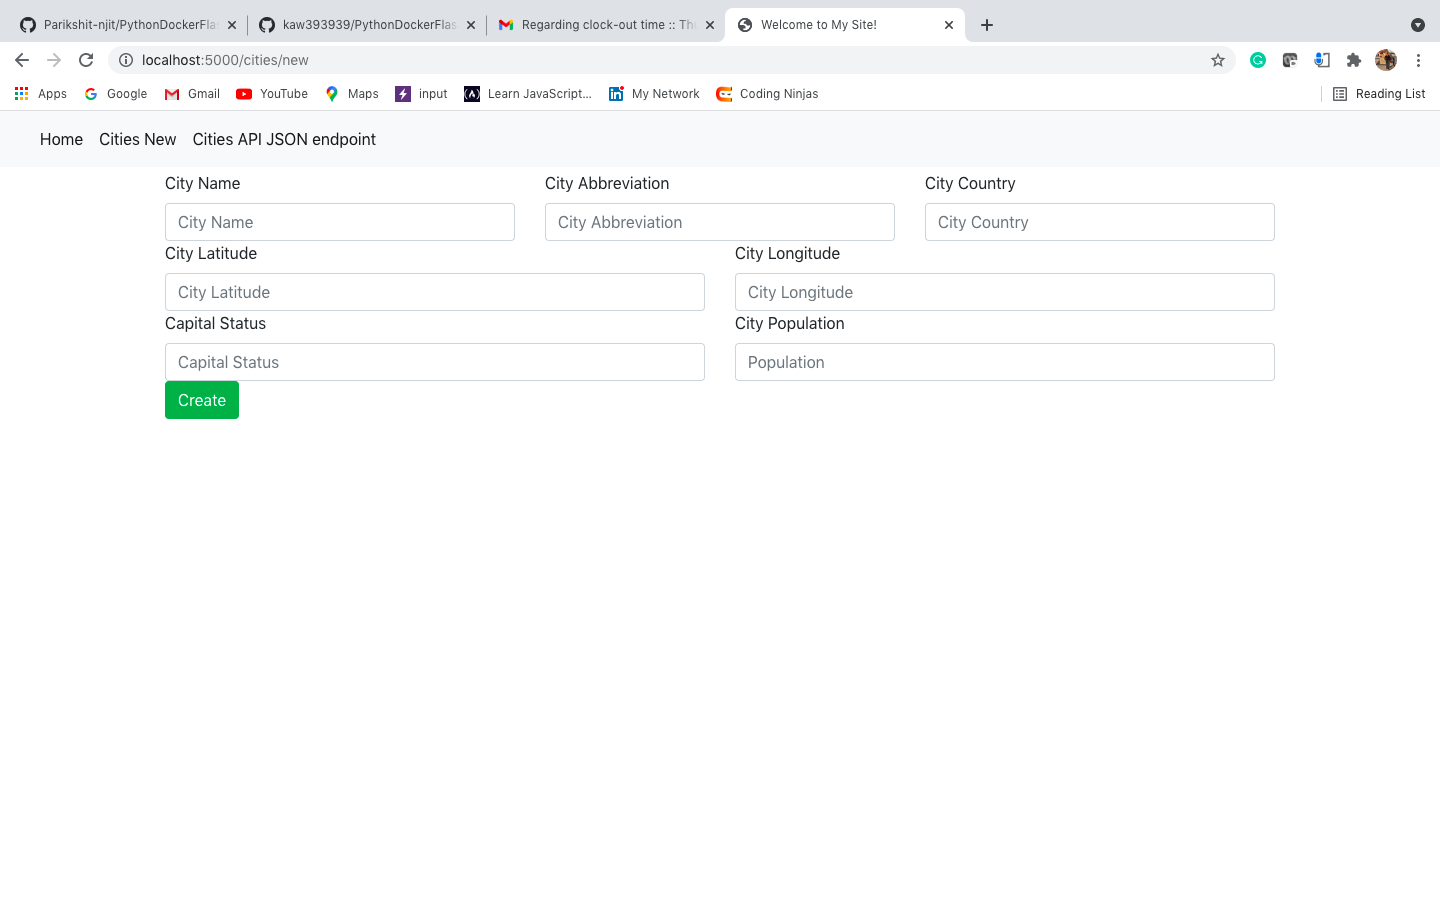 Parikshit-njit/PythonDockerFla
kaw393939/PythonDockerFlas
Regarding clock-out time :: Th
Welcome to My Site!
localhost:5000/cities/new
Apps Google Gmail YouTube Maps input Learn JavaScript... My Network Coding Ninjas Reading List
Home Cities New Cities API JSON endpoint
City Name City Abbreviation City Country
City Name City Abbreviation City Country
City Latitude City Longitude
City Latitude City Longitude
Capital Status City Population
Capital Status Population
Create